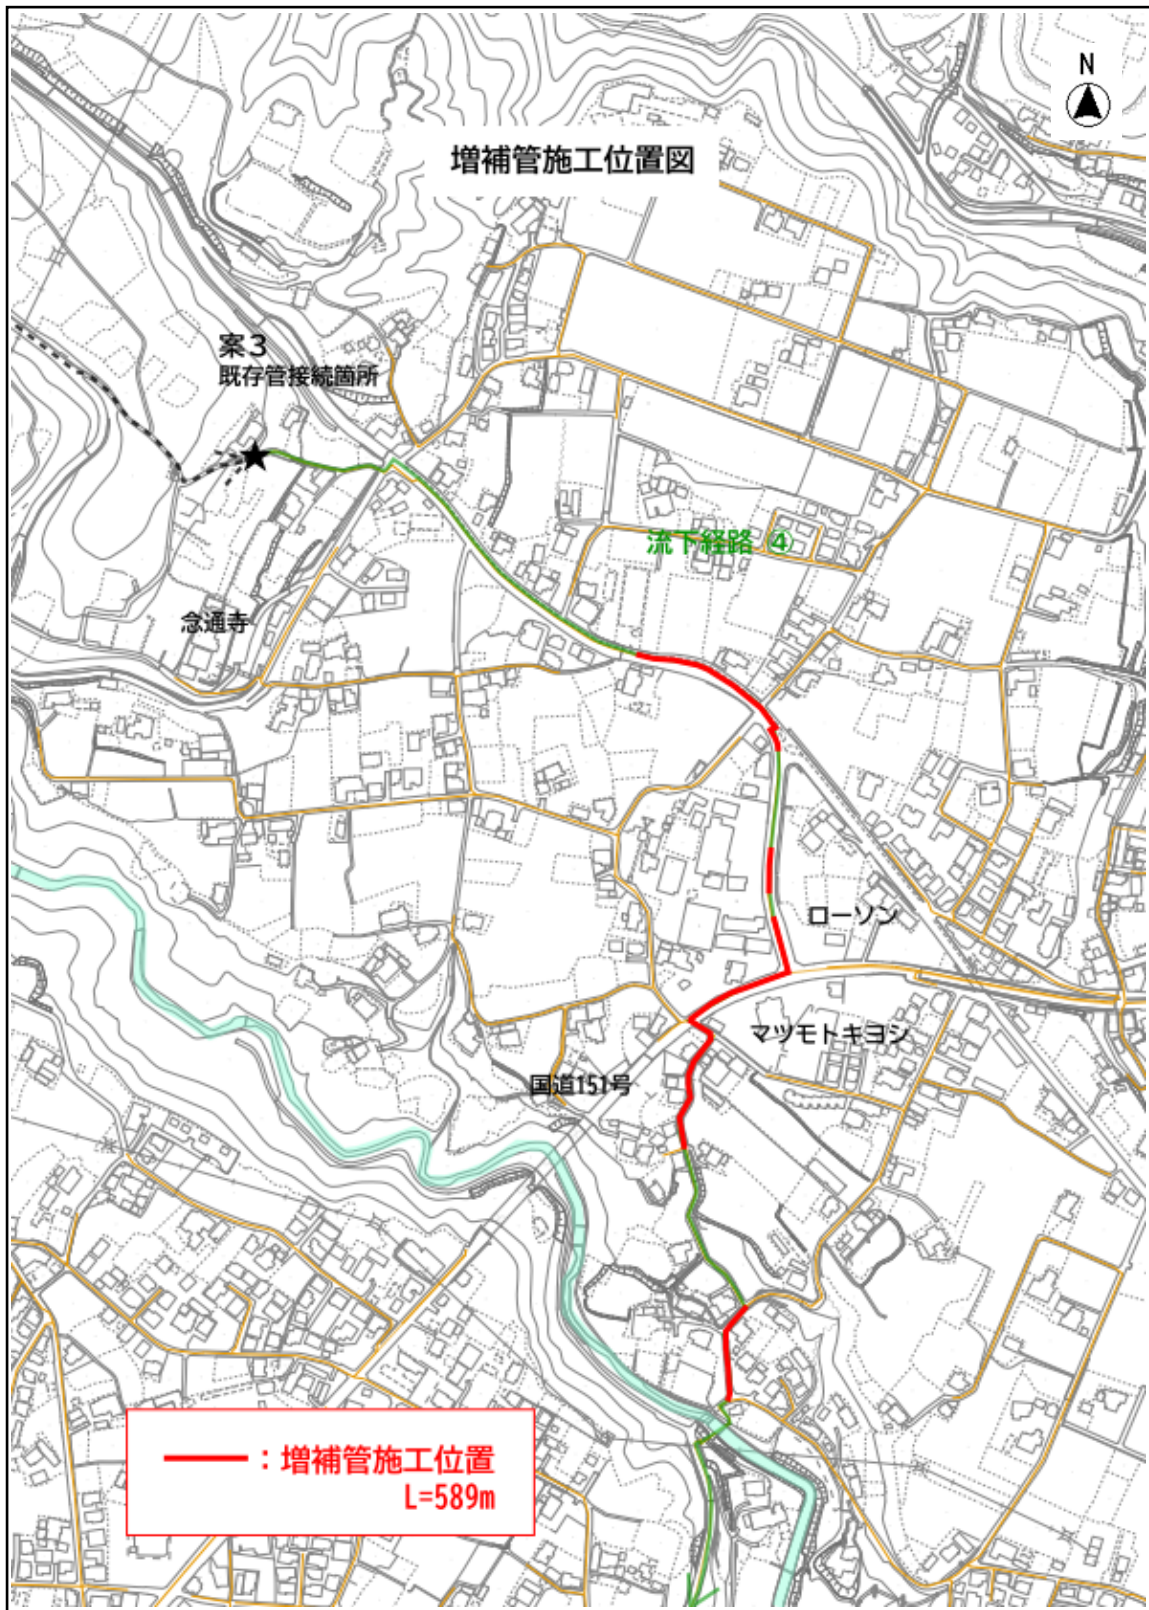 N
増補管施工位置図
案3
既存管接続箇所
流下経路 ④
念通寺
ローソン
マツモトキヨシ
国道151号
：増補管施工位置
L=589m